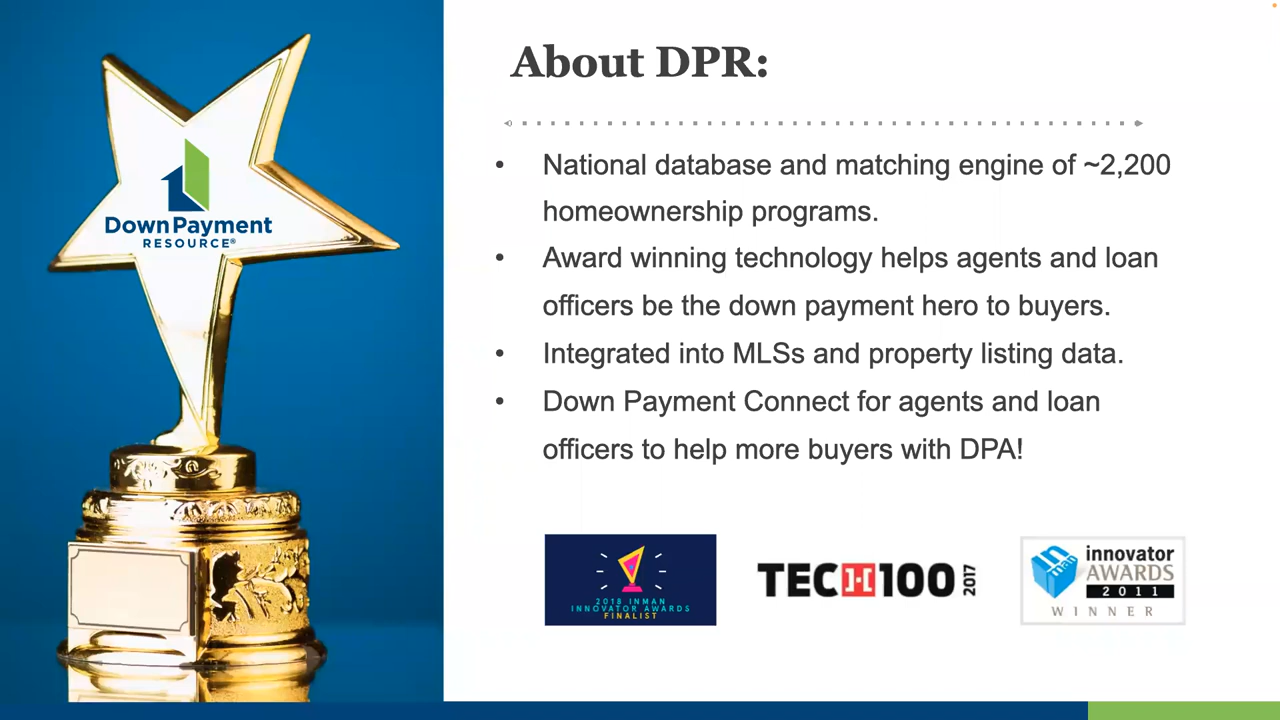 About DPR:
• National database and matching engine of ~2,200
homeownership programs.
• Award winning technology helps agents and loan
officers be the down payment hero to buyers.
• Integrated into MLSs and property listing data.
• Down Payment Connect for agents and loan
officers to help more buyers with DPA!
Down Payment
RESOURCE®
2018 INMAN
INNOVATOR AWARDS
FINALIST
TECH100 2017
inman
innovator
AWARDS
2011
WINNER